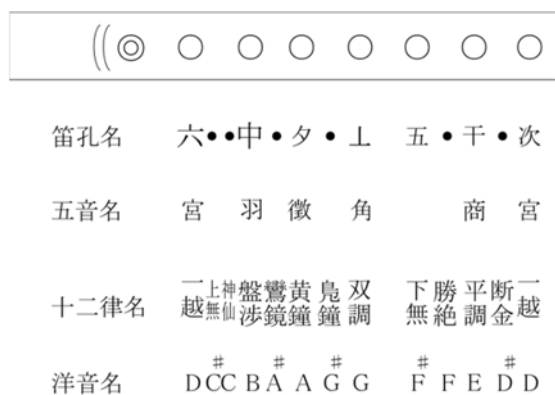 笛孔名 六••中•夕•丄 五•干•次
五音名 宮 羽 徴 角 商 宮
十二律名 一越 上無 神仙 盤渉 鸞鏡 黄鐘 鳧鐘 双調 下無 勝絶 平調 断金 一越
洋音名 D C♯ C B A♯ A G♯ G F♯ F E D♯ D